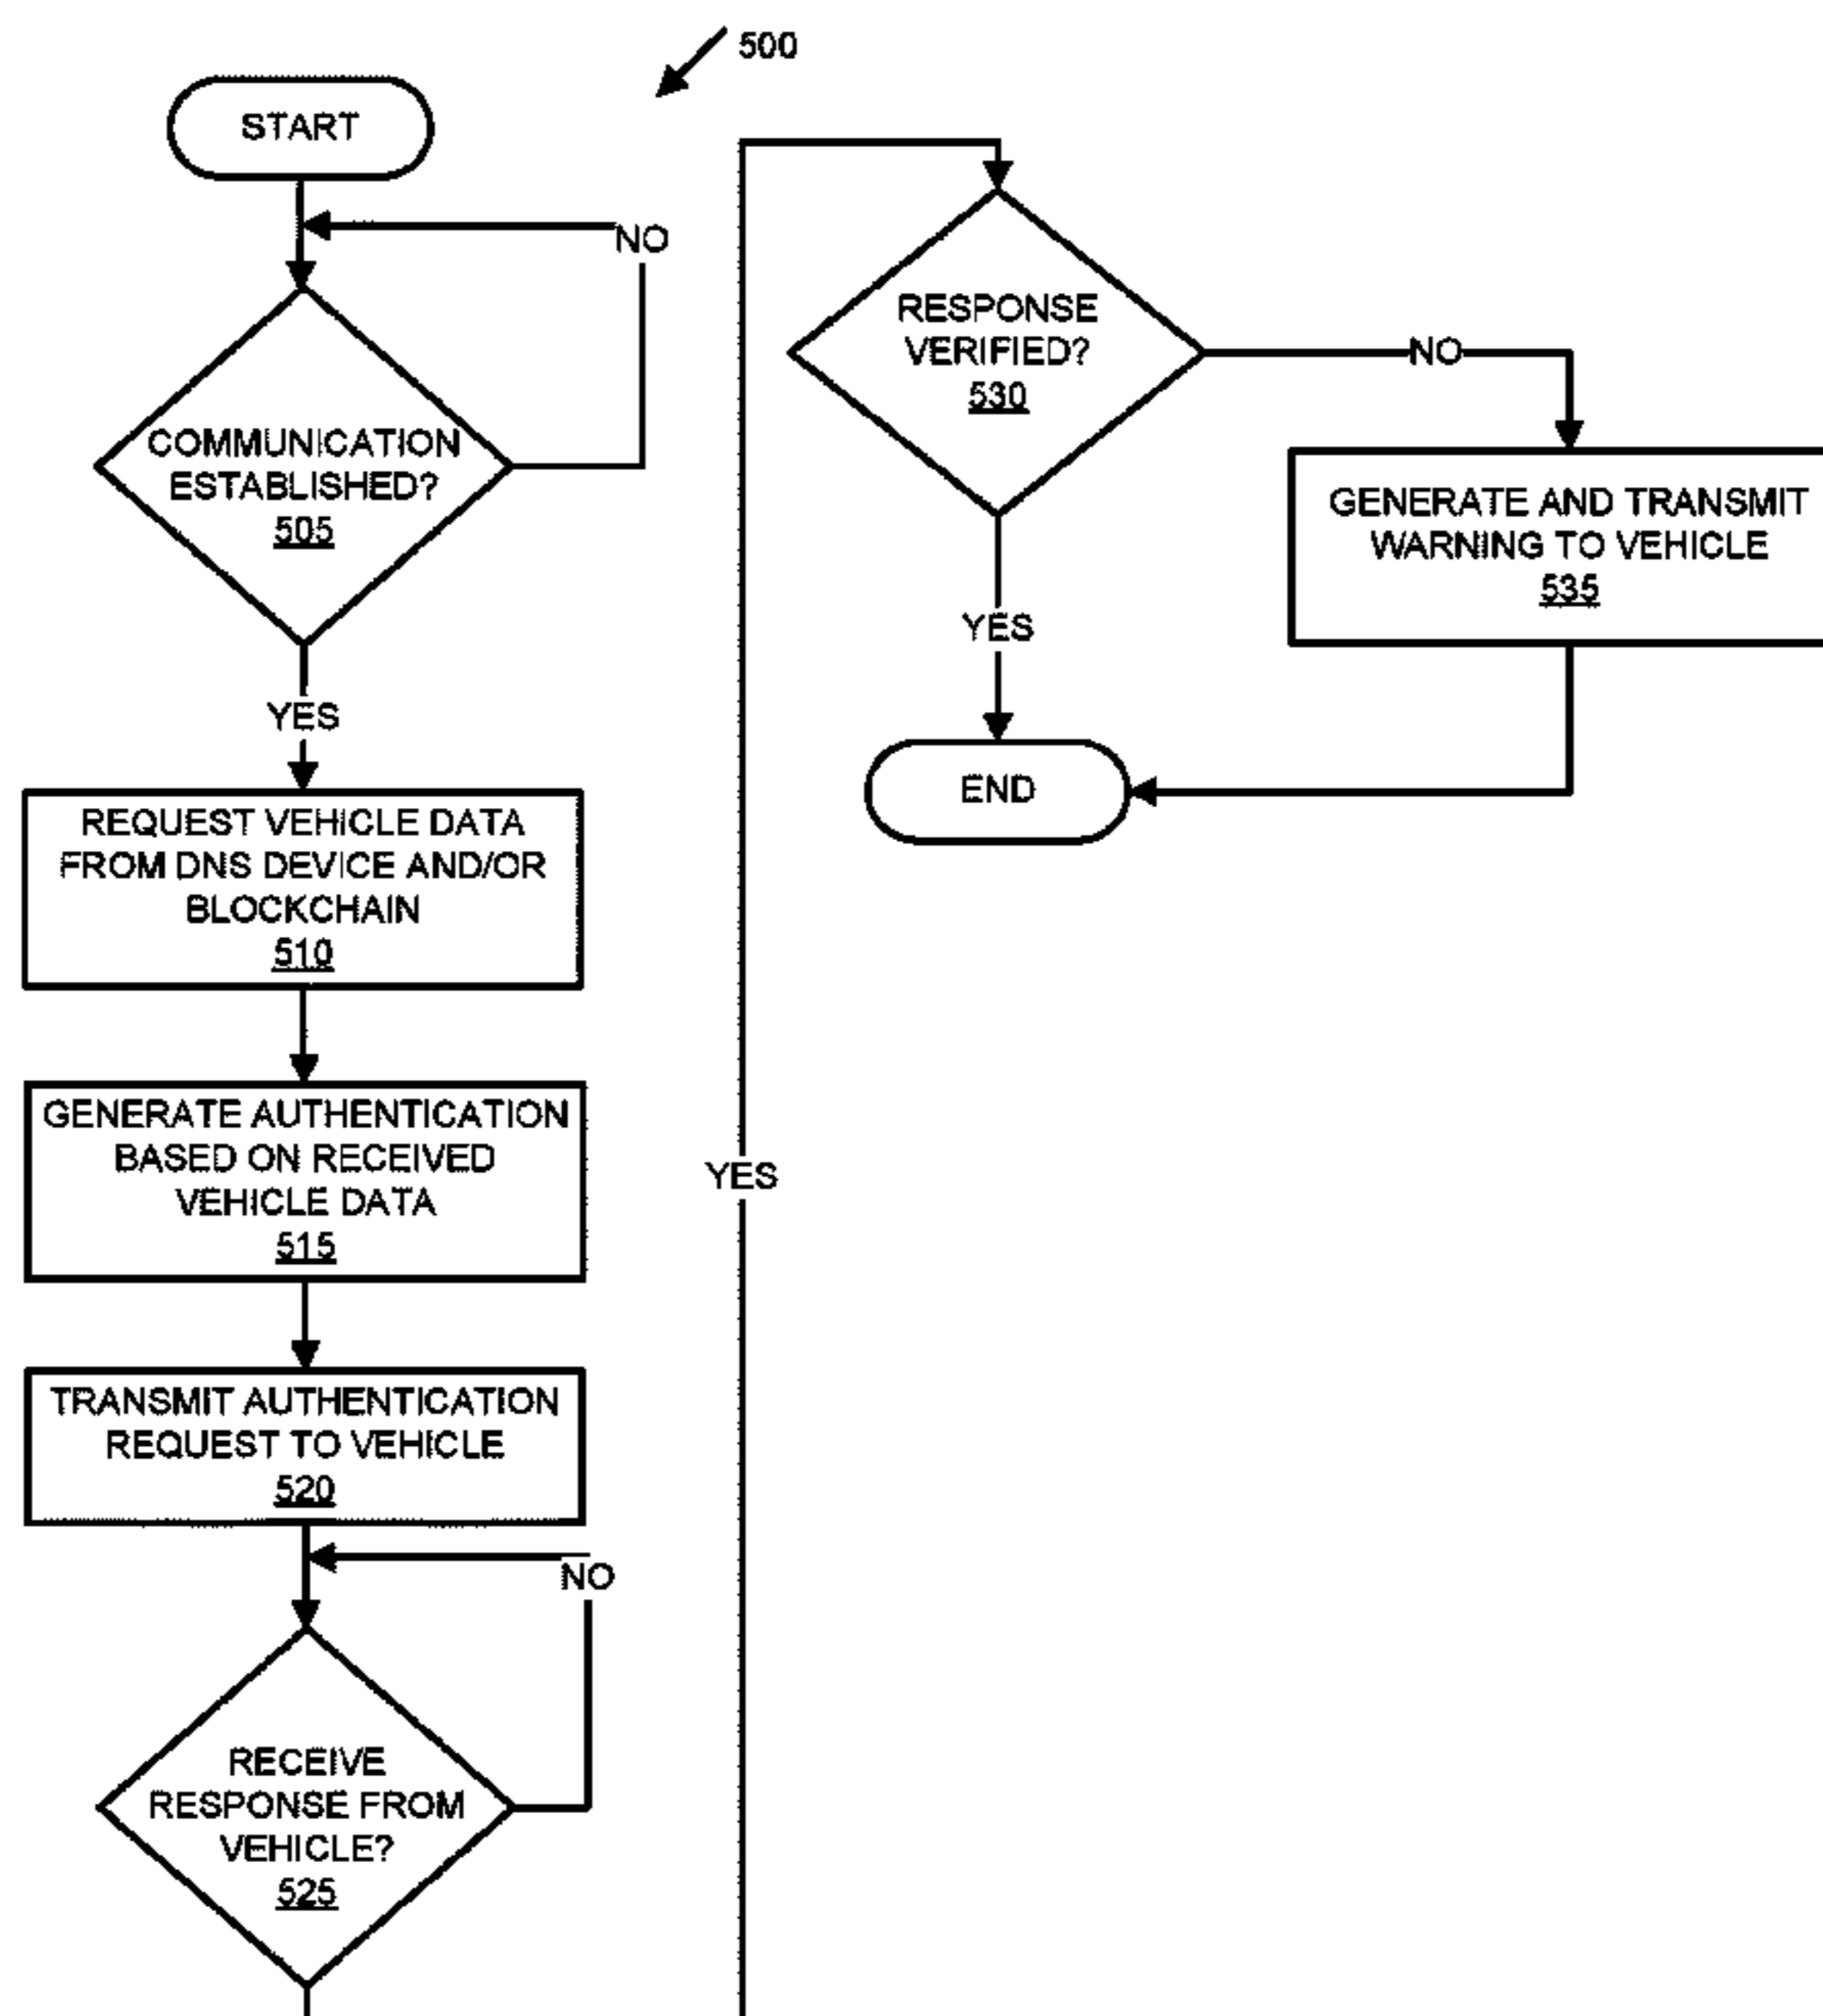 500
START
NO
COMMUNICATION
ESTABLISHED?
505
YES
REQUEST VEHICLE DATA
FROM DNS DEVICE AND/OR
BLOCKCHAIN
510
GENERATE AUTHENTICATION
BASED ON RECEIVED
VEHICLE DATA
515
TRANSMIT AUTHENTICATION
REQUEST TO VEHICLE
520
NO
RECEIVE
RESPONSE FROM
VEHICLE?
525
YES
RESPONSE
VERIFIED?
530
NO
GENERATE AND TRANSMIT
WARNING TO VEHICLE
535
YES
END